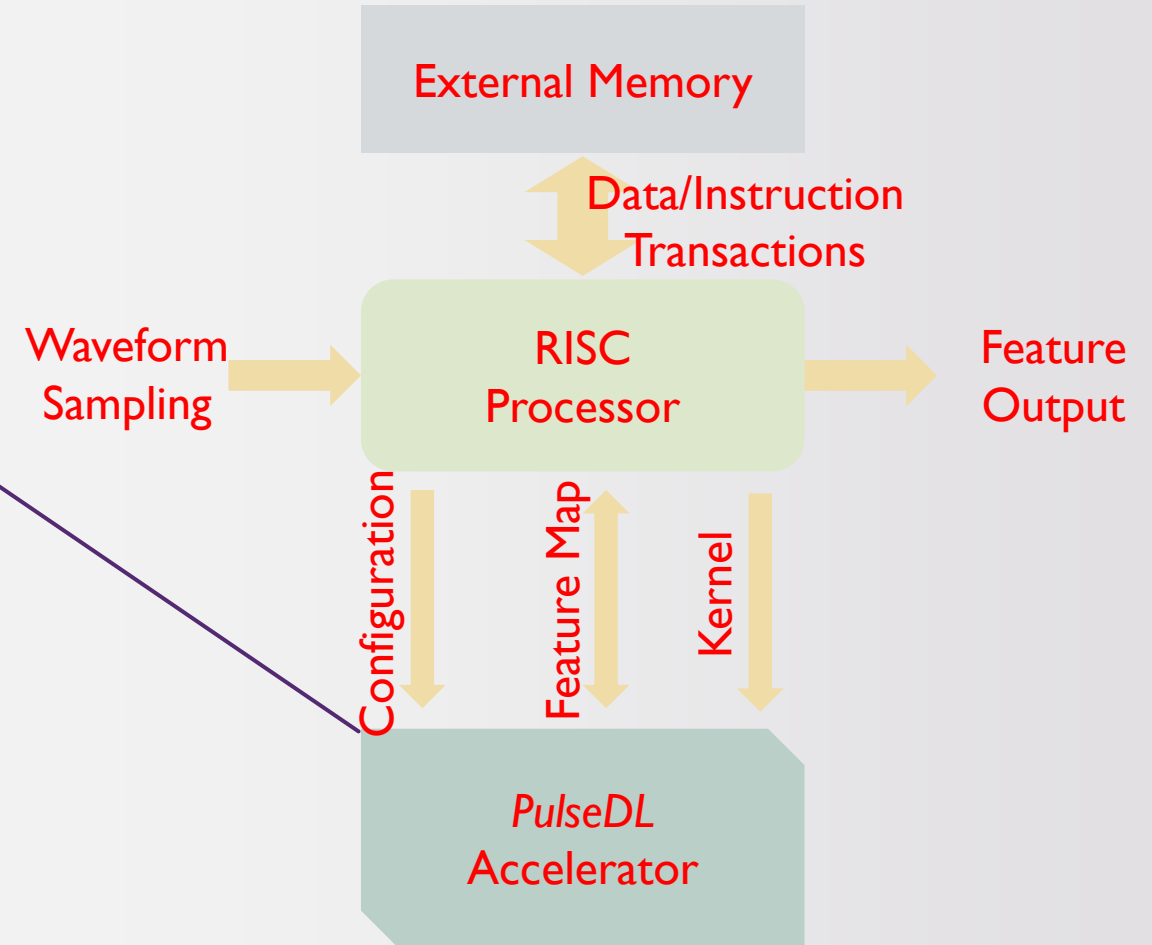 External Memory
Data/Instruction
Transactions
Waveform
Sampling
RISC
Processor
Feature
Output
Configuration
Feature Map
Kernel
PulseDL
Accelerator